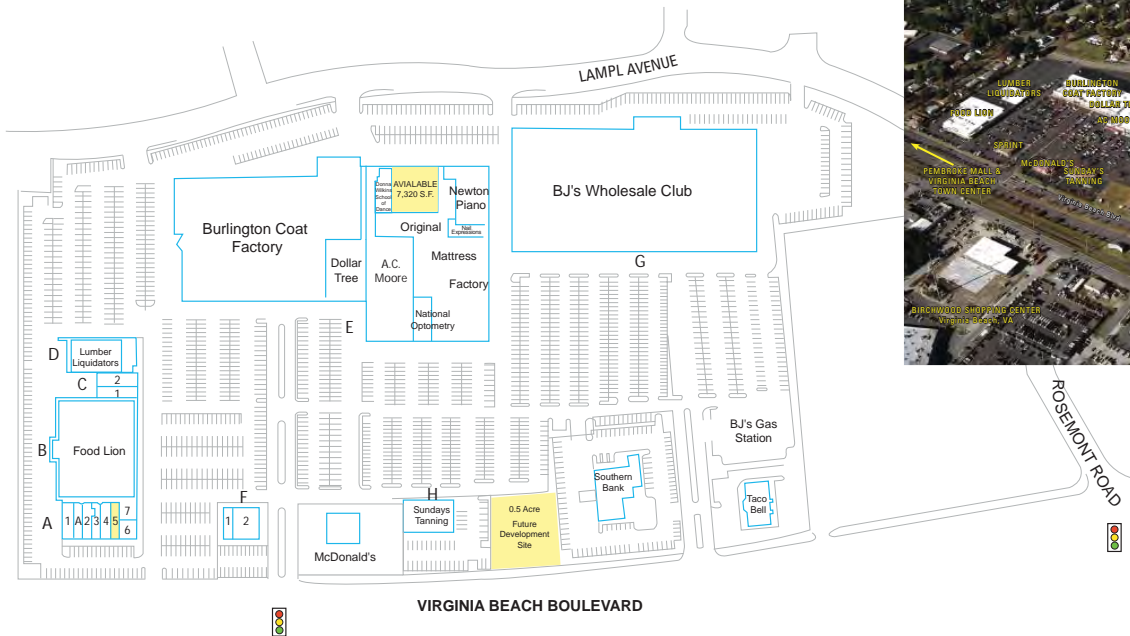 LAMPL AVENUE
LUMBER
LIQUIDATORS
BURLINGTON
COAT FACTORY
DOLLAR T
FOOD LION
SPRINT
McDONALD'S
SUNDAY'S
TANNING
PEMBROKE MALL &
VIRGINIA BEACH
TOWN CENTER
Virginia Beach Blvd
BIRCHWOOD SHOPPING CENTER
Virginia Beach, VA
Donna
Wilkins
School
of
Dance
AVIALABLE
7,320 S.F.
Newton
Piano
Nail
Expressions
Original
Mattress
Factory
Burlington Coat
Factory
Dollar
Tree
A.C.
Moore
National
Optometry
BJ's Wholesale Club
G
E
D
Lumber
Liquidators
C
2
1
B
Food Lion
A
1
A
2
3
4
5
7
6
F
1
2
McDonald's
H
Sundays
Tanning
0.5 Acre
Future
Development
Site
Southern
Bank
BJ's Gas
Station
Taco
Bell
ROSEMONT ROAD
VIRGINIA BEACH BOULEVARD